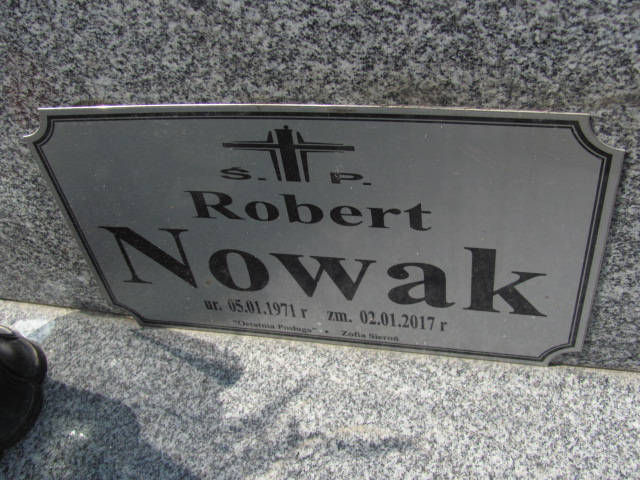 S. P.
Robert
Nowak
ur. 05.01.1971 r zm. 02.01.2017 r
"Ostatnia Posługa" • Zofia Sieroń